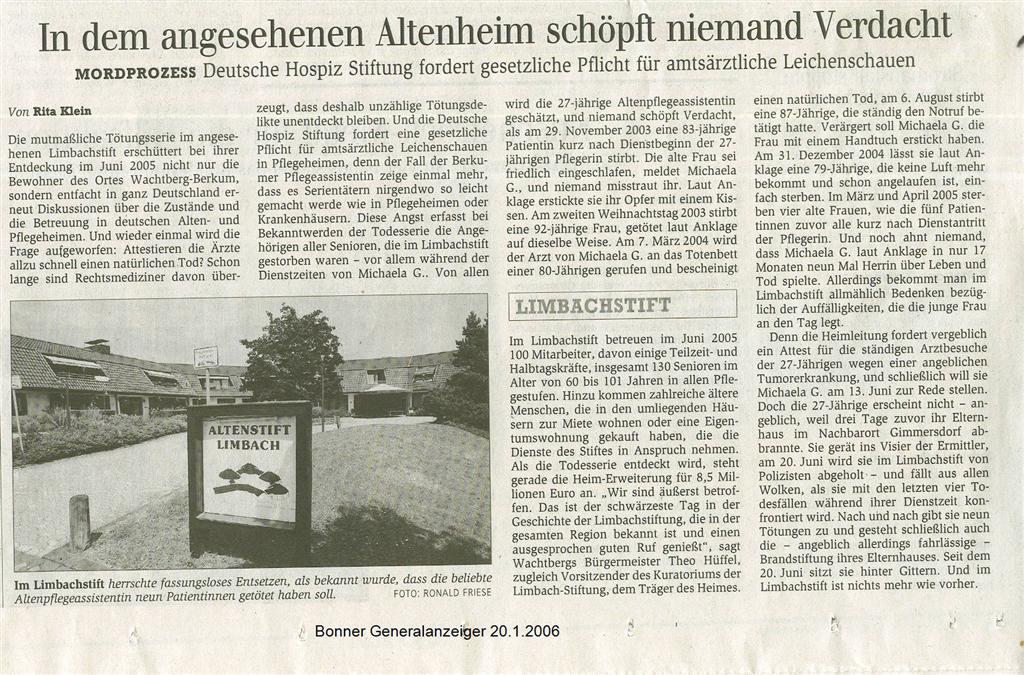 In dem angesehenen Altenheim schöpft niemand Verdacht
MORDPROZESS Deutsche Hospiz Stiftung fordert gesetzliche Pflicht für amtsärztliche Leichenschauen
Von Rita Klein
Die mutmaßliche Tötungsserie im angese-
henen Limbachstift erschüttert bei ihrer
Entdeckung im Juni 2005 nicht nur die
Bewohner des Ortes Wachtberg-Berkum,
sondern entfacht in ganz Deutschland er-
neut Diskussionen über die Zustände und
die Betreuung in deutschen Alten- und
Pflegeheimen. Und wieder einmal wird die
Frage aufgeworfen: Attestieren die Ärzte
allzu schnell einen natürlichen Tod? Schon
lange sind Rechtsmediziner davon über-
zeugt, dass deshalb unzählige Tötungsde-
likte unentdeckt bleiben. Und die Deutsche
Hospiz Stiftung fordert eine gesetzliche
Pflicht für amtsärztliche Leichenschauen
in Pflegeheimen, denn der Fall der Berku-
mer Pflegeassistentin zeige einmal mehr,
dass es Serientätern nirgendwo so leicht
gemacht werde wie in Pflegeheimen oder
Krankenhäusern. Diese Angst erfasst bei
Bekanntwerden der Todesserie die Ange-
hörigen aller Senioren, die im Limbachstift
gestorben waren – vor allem während der
Dienstzeiten von Michaela G.. Von allen
wird die 27-jährige Altenpflegeassistentin
geschätzt, und niemand schöpft Verdacht,
als am 29. November 2003 eine 83-jährige
Patientin kurz nach Dienstbeginn der 27-
jährigen Pflegerin stirbt. Die alte Frau sei
friedlich eingeschlafen, meldet Michaela
G., und niemand misstraut ihr. Laut An-
klage erstickte sie ihr Opfer mit einem Kis-
sen. Am zweiten Weihnachtstag 2003 stirbt
eine 92-jährige Frau, getötet laut Anklage
auf dieselbe Weise. Am 7. März 2004 wird
der Arzt von Michaela G. an das Totenbett
einer 80-Jährigen gerufen und bescheinigt
einen natürlichen Tod, am 6. August stirbt
eine 87-Jährige, die ständig den Notruf be-
tätigt hatte. Verärgert soll Michaela G. die
Frau mit einem Handtuch erstickt haben.
Am 31. Dezember 2004 lässt sie laut An-
klage eine 79-Jährige, die keine Luft mehr
bekommt und schon angelaufen ist, ein-
fach sterben. Im März und April 2005 ster-
ben vier alte Frauen, wie die fünf Patien-
tinnen zuvor alle kurz nach Dienstantritt
der Pflegerin. Und noch ahnt niemand,
dass Michaela G. laut Anklage in nur 17
Monaten neun Mal Herrin über Leben und
Tod spielte. Allerdings bekommt man im
Limbachstift allmählich Bedenken bezüg-
lich der Auffälligkeiten, die die junge Frau
an den Tag legt.
Denn die Heimleitung fordert vergeblich
ein Attest für die ständigen Arztbesuche
der 27-Jährigen wegen einer angeblichen
Tumorerkrankung, und schließlich will sie
Michaela G. am 13. Juni zur Rede stellen.
Doch die 27-Jährige erscheint nicht – an-
geblich, weil drei Tage zuvor ihr Eltern-
haus im Nachbarort Gimmersdorf ab-
brannte. Sie gerät ins Visier der Ermittler,
am 20. Juni wird sie im Limbachstift von
Polizisten abgeholt – und fällt aus allen
Wolken, als sie mit den letzten vier To-
desfällen während ihrer Dienstzeit kon-
frontiert wird. Nach und nach gibt sie neun
Tötungen zu und gesteht schließlich auch
die – angeblich allerdings fahrlässige –
Brandstiftung ihres Elternhauses. Seit dem
20. Juni sitzt sie hinter Gittern. Und im
Limbachstift ist nichts mehr wie vorher.
LIMBACHSTIFT
Im Limbachstift betreuen im Juni 2005
100 Mitarbeiter, davon einige Teilzeit- und
Halbtagskräfte, insgesamt 130 Senioren im
Alter von 60 bis 101 Jahren in allen Pfle-
gestufen. Hinzu kommen zahlreiche ältere
Menschen, die in den umliegenden Häu-
sern zur Miete wohnen oder eine Eigen-
tumswohnung gekauft haben, die die
Dienste des Stiftes in Anspruch nehmen.
Als die Todesserie entdeckt wird, steht
gerade die Heim-Erweiterung für 8,5 Mil-
lionen Euro an. „Wir sind äußerst betrof-
fen. Das ist der schwärzeste Tag in der
Geschichte der Limbachstiftung, die in der
gesamten Region bekannt ist und einen
ausgesprochen guten Ruf genießt“, sagt
Wachtbergs Bürgermeister Theo Hüffel,
zugleich Vorsitzender des Kuratoriums der
Limbach-Stiftung, dem Träger des Heimes.
ALTENSTIFT
LIMBACH
Im Limbachstift herrschte fassungsloses Entsetzen, als bekannt wurde, dass die beliebte
Altenpflegeassistentin neun Patientinnen getötet haben soll. FOTO: RONALD FRIESE
Bonner Generalanzeiger 20.1.2006